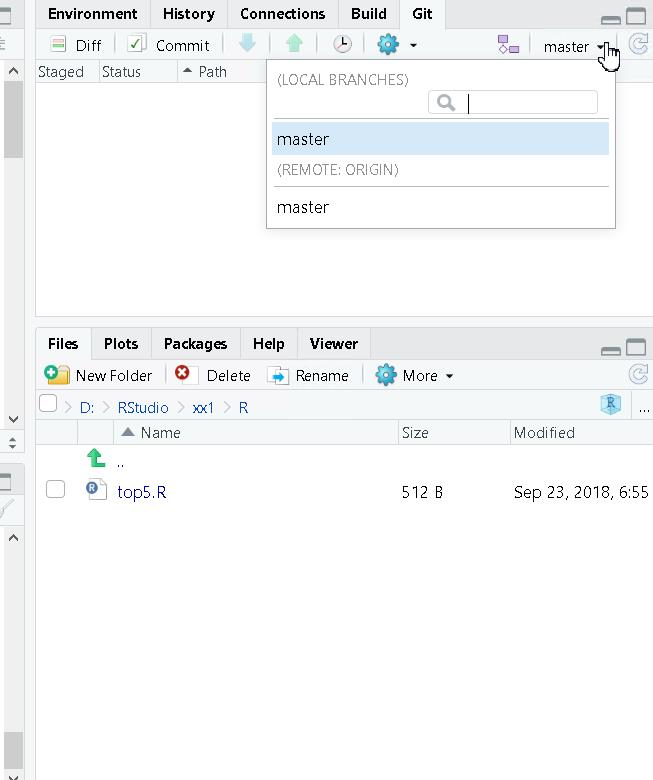 Environment History Connections Build Git
Diff Commit master
Staged Status Path
(LOCAL BRANCHES)
master
(REMOTE: ORIGIN)
master
Files Plots Packages Help Viewer
New Folder Delete Rename More
D: RStudio xx1 R R ...
Name Size Modified
..
R top5.R 512 B Sep 23, 2018, 6:55